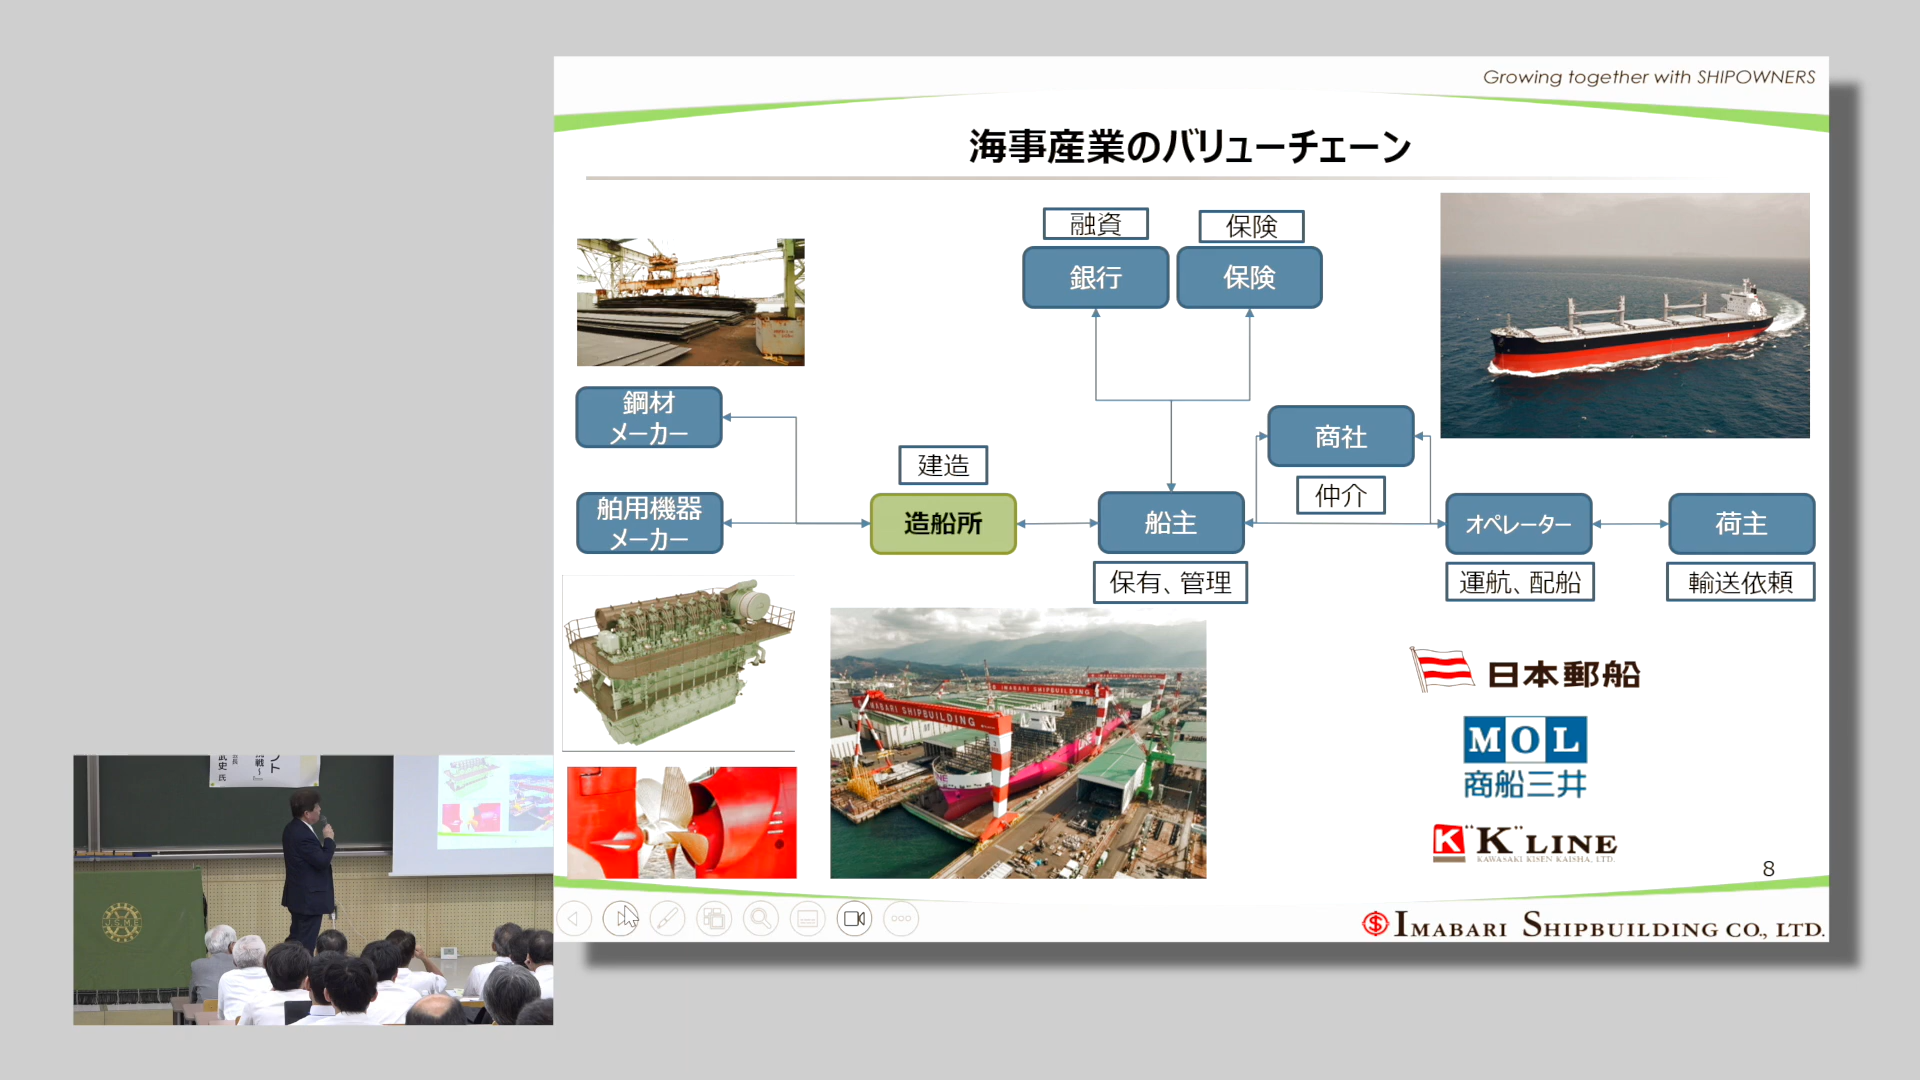 Growing together with SHIPOWNERS
海事産業のバリューチェーン
融資
保険
銀行
保険
鋼材
メーカー
商社
建造
仲介
舶用機器
メーカー
造船所
船主
オペレーター
荷主
保有、管理
運航、配船
輸送依頼
IMABARI SHIPBUILDING
IMABARI SHIPBUILDING
日本郵船
MOL
商船三井
K "K" LINE
KAWASAKI KISEN KAISHA, LTD.
8
IMABARI SHIPBUILDING CO., LTD.
JSME